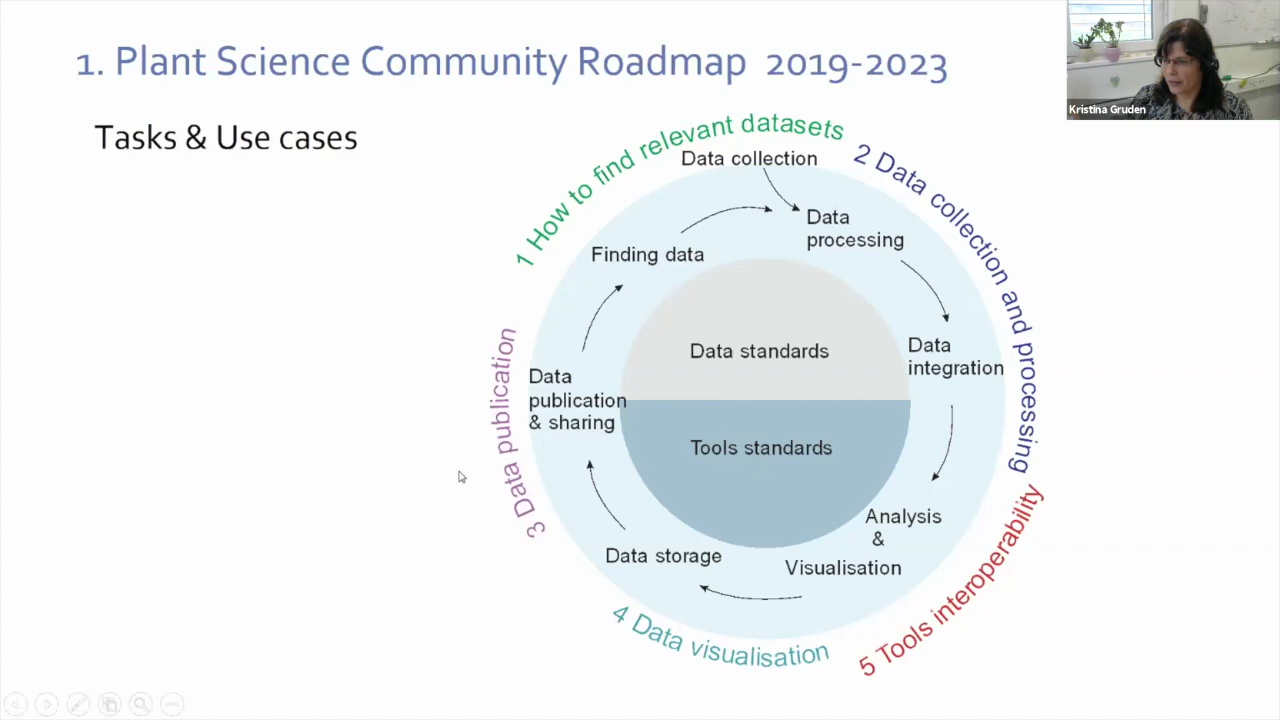 1. Plant Science Community Roadmap 2019-2023
Kristina Gruden
Tasks & Use cases
1 How to find relevant datasets
Data collection
2 Data collection and processing
Data
processing
Finding data
Data
integration
Data standards
Data
publication
& sharing
3 Data publication
Tools standards
Analysis
&
Visualisation
Data storage
4 Data visualisation
5 Tools interoperability